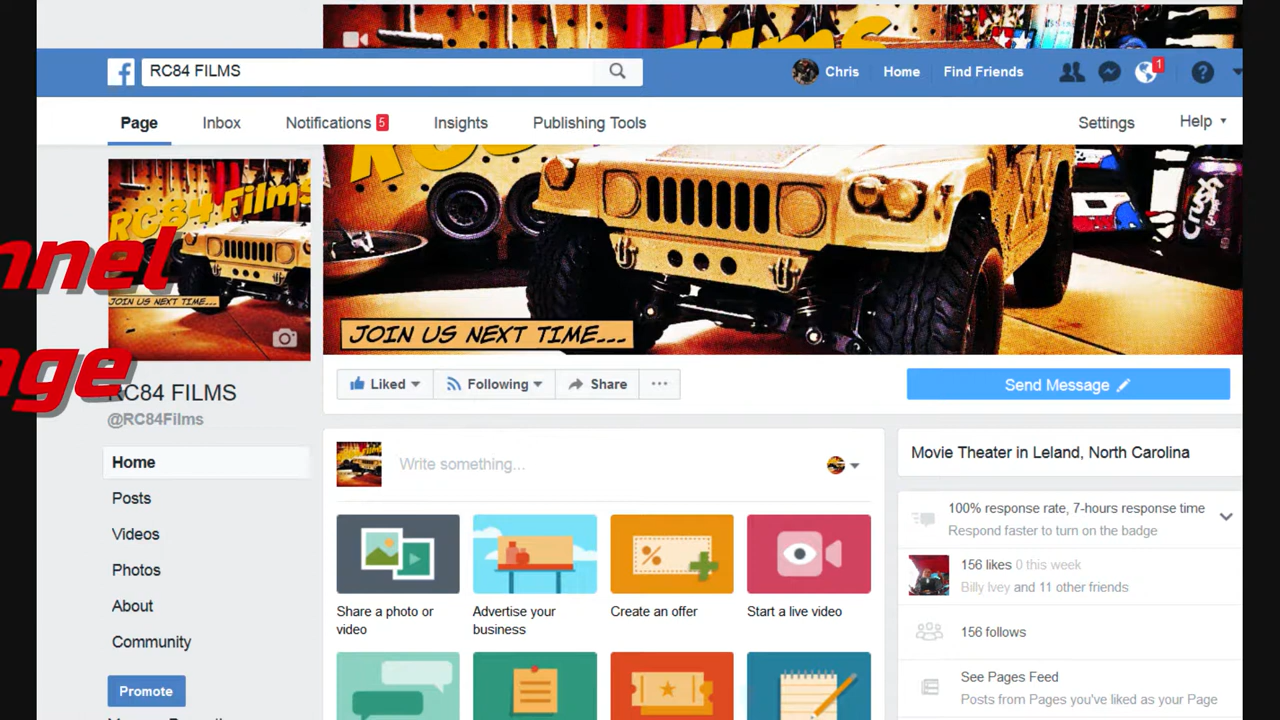 FilmS
RC84 FILMS
Chris
Home
Find Friends
1
Page
Inbox
Notifications 5
Insights
Publishing Tools
Settings
Help
RC84
Crush
RC84 FilmS
JOIN US NEXT TIME...
JOIN US NEXT TIME...
nnel
age
Liked
Following
Share
Send Message
RC84 FILMS
@RC84Films
Home
Posts
Videos
Photos
About
Community
Promote
Write something...
Share a photo or
video
Advertise your
business
Create an offer
Start a live video
Movie Theater in Leland, North Carolina
100% response rate, 7-hours response time
Respond faster to turn on the badge
156 likes 0 this week
Billy Ivey and 11 other friends
156 follows
See Pages Feed
Posts from Pages you've liked as your Page